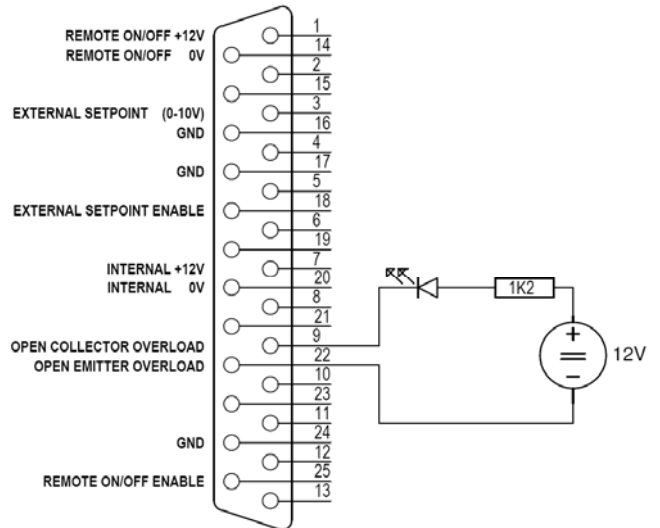 REMOTE ON/OFF +12V
1
REMOTE ON/OFF 0V
14
2
15
EXTERNAL SETPOINT (0-10V)
3
GND
16
4
GND
17
5
EXTERNAL SETPOINT ENABLE
18
6
19
INTERNAL +12V
7
INTERNAL 0V
20
8
21
OPEN COLLECTOR OVERLOAD
9
OPEN EMITTER OVERLOAD
22
10
23
11
GND
24
12
REMOTE ON/OFF ENABLE
25
13
1K2
+
=
12V
−